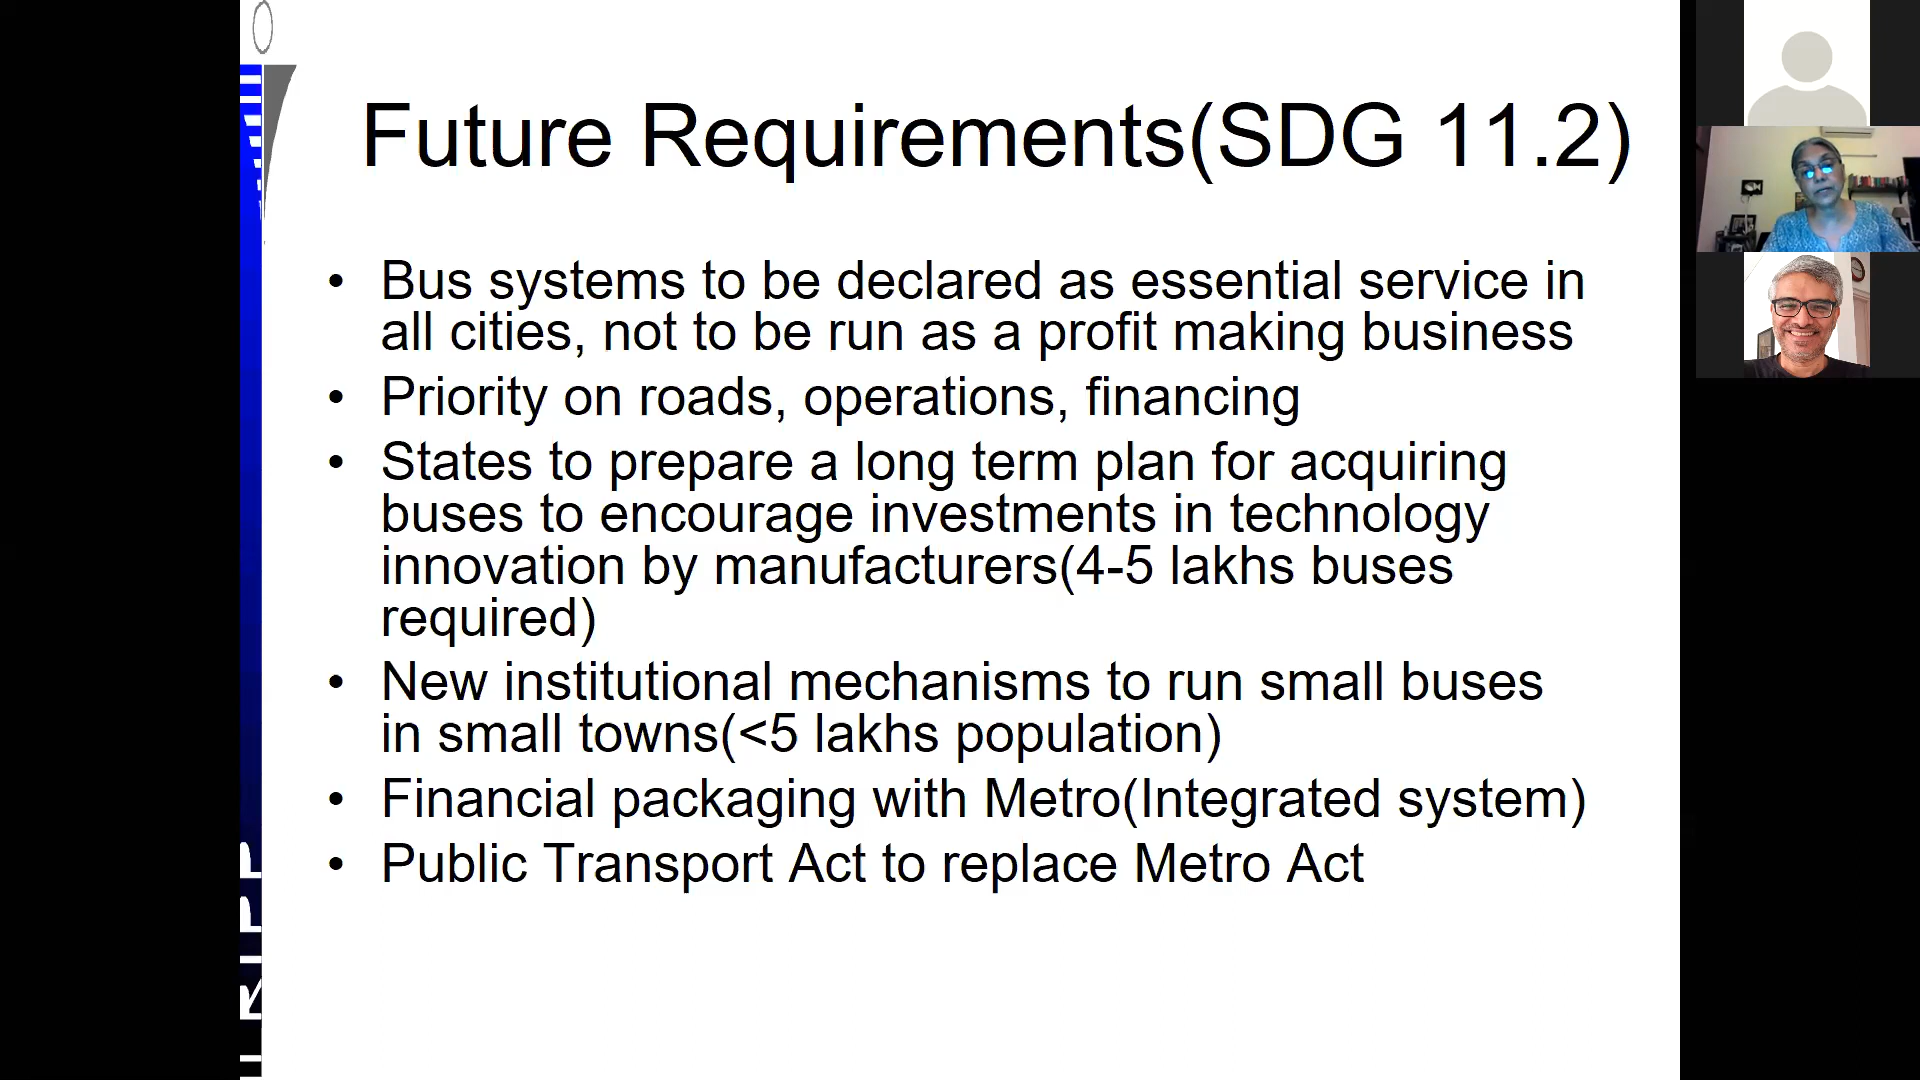 Future Requirements(SDG 11.2)
• Bus systems to be declared as essential service in
all cities, not to be run as a profit making business
• Priority on roads, operations, financing
• States to prepare a long term plan for acquiring
buses to encourage investments in technology
innovation by manufacturers(4-5 lakhs buses
required)
• New institutional mechanisms to run small buses
in small towns(<5 lakhs population)
• Financial packaging with Metro(Integrated system)
• Public Transport Act to replace Metro Act